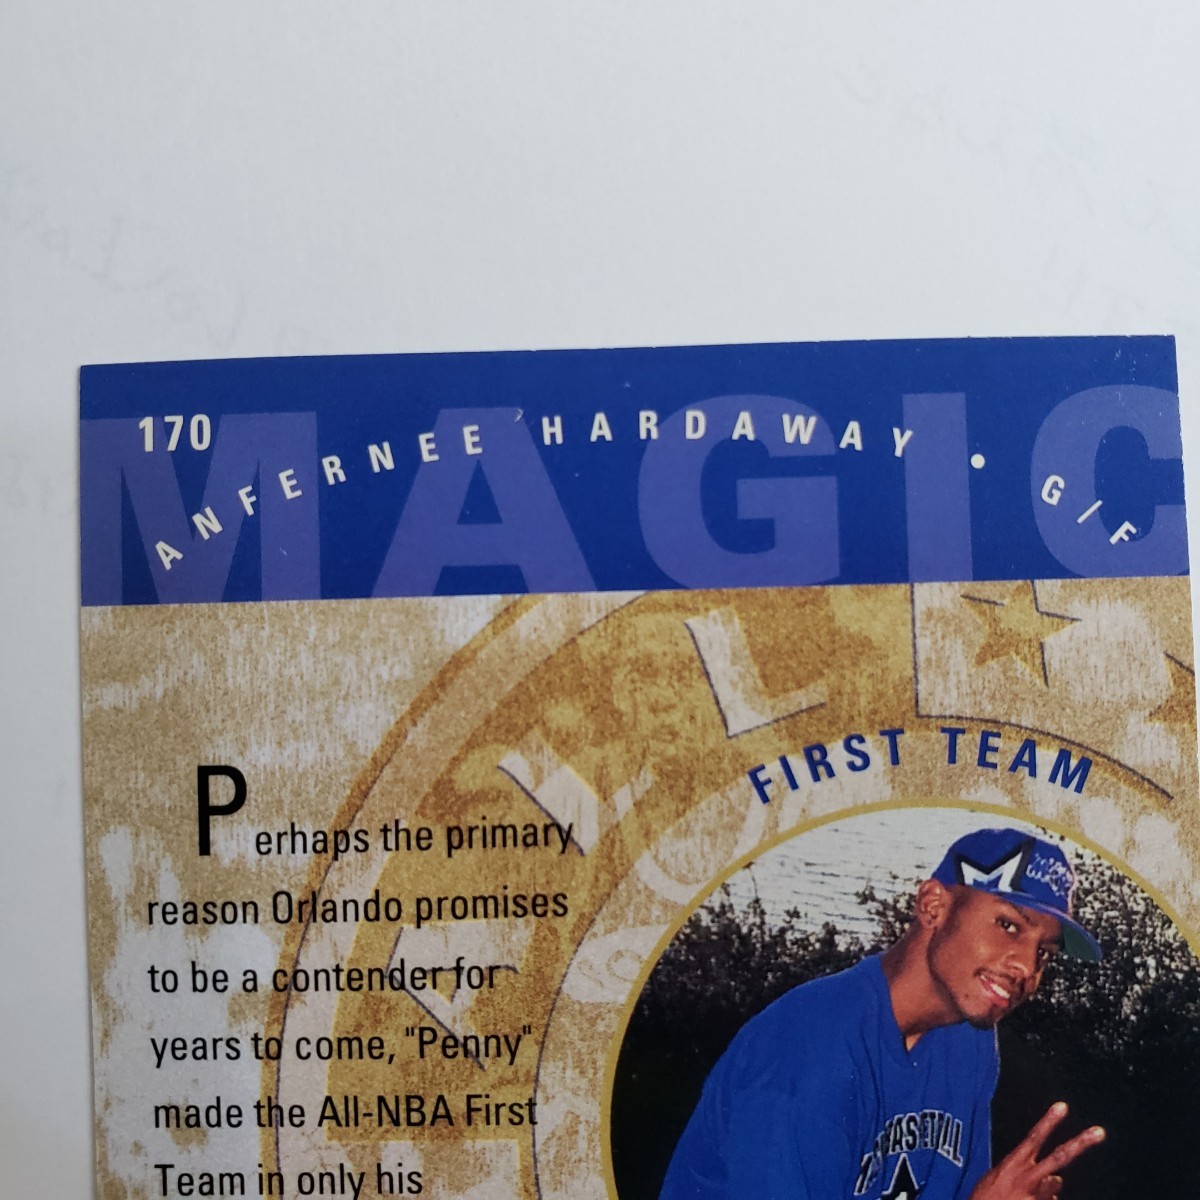 170
MAGIC
ANFERNEE HARDAWAY • G/F
FIRST TEAM
Perhaps the primary
reason Orlando promises
to be a contender for
years to come, "Penny"
made the All-NBA First
Team in only his